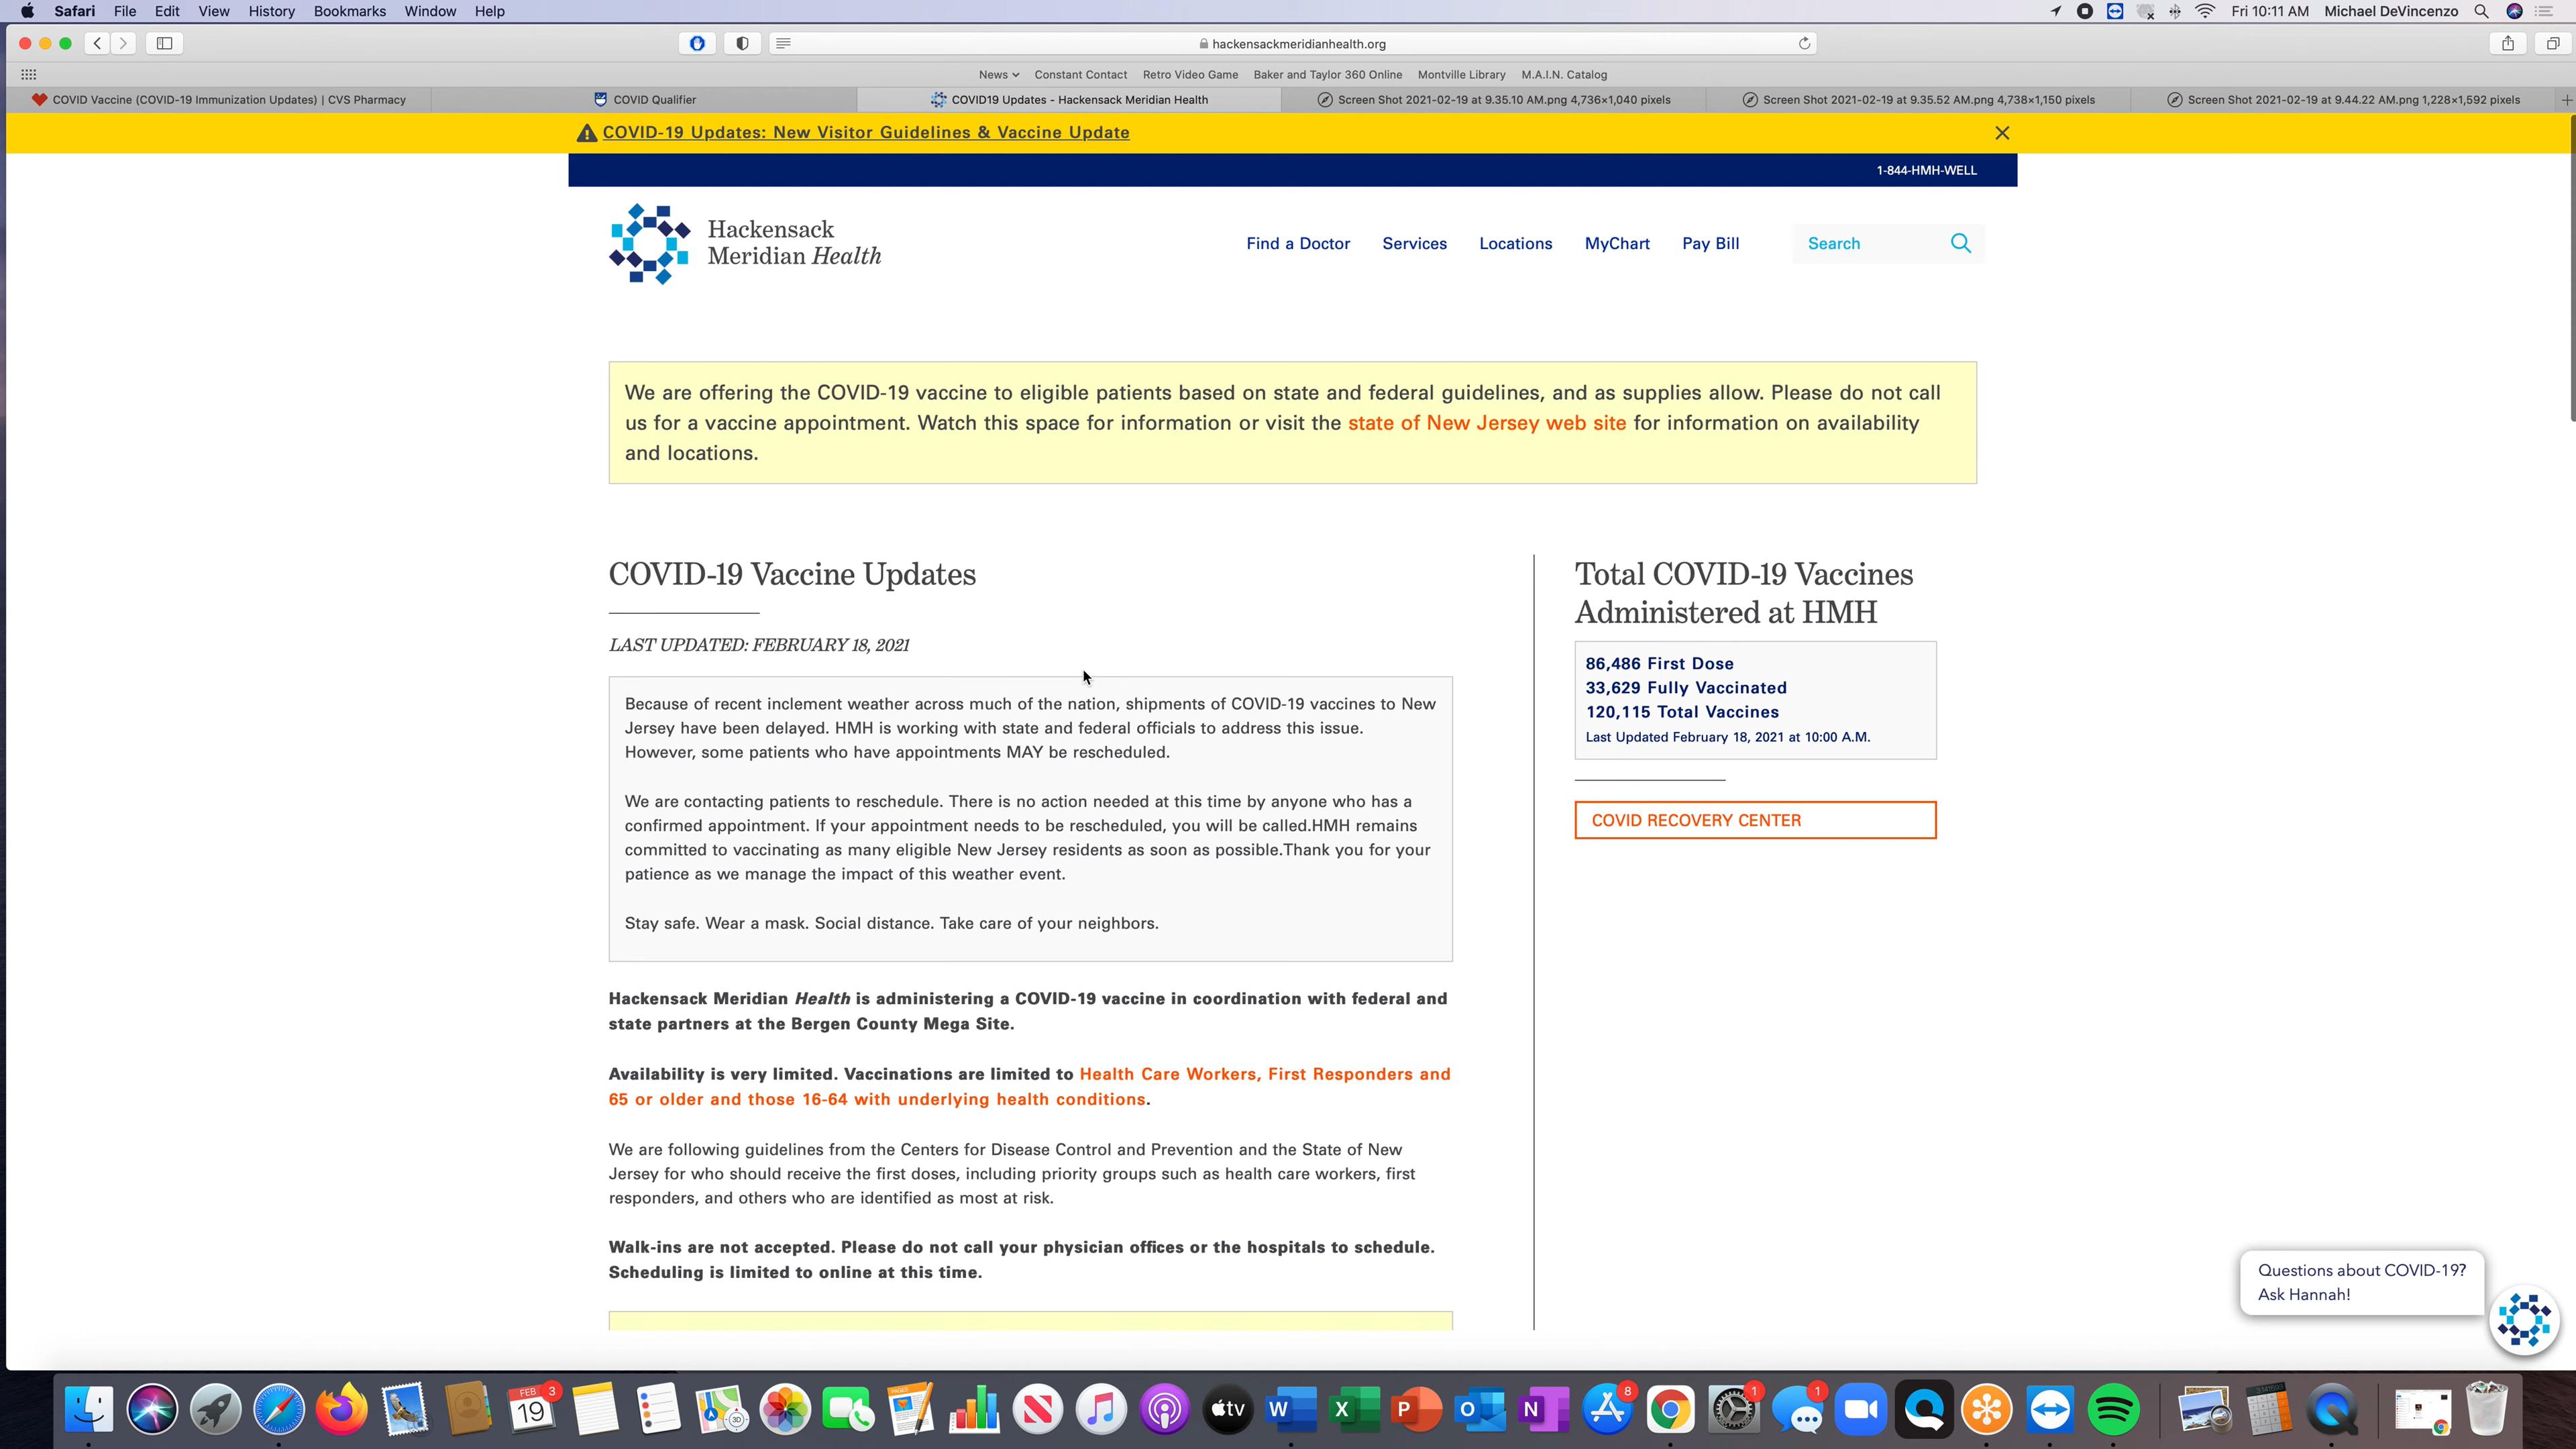 Safari File Edit View History Bookmarks Window Help
Fri 10:11 AM Michael DeVincenzo
hackensackmeridianhealth.org
News Constant Contact Retro Video Game Baker and Taylor 360 Online Montville Library M.A.I.N. Catalog
COVID Vaccine (COVID-19 Immunization Updates) | CVS Pharmacy
COVID Qualifier
COVID19 Updates - Hackensack Meridian Health
Screen Shot 2021-02-19 at 9.35.10 AM.png 4,736×1,040 pixels
Screen Shot 2021-02-19 at 9.35.52 AM.png 4,738×1,150 pixels
Screen Shot 2021-02-19 at 9.44.22 AM.png 1,228×1,592 pixels
COVID-19 Updates: New Visitor Guidelines & Vaccine Update
1-844-HMH-WELL
Hackensack
Meridian Health
Find a Doctor Services Locations MyChart Pay Bill Search
We are offering the COVID-19 vaccine to eligible patients based on state and federal guidelines, and as supplies allow. Please do not call
us for a vaccine appointment. Watch this space for information or visit the state of New Jersey web site for information on availability
and locations.
COVID-19 Vaccine Updates
LAST UPDATED: FEBRUARY 18, 2021
Because of recent inclement weather across much of the nation, shipments of COVID-19 vaccines to New
Jersey have been delayed. HMH is working with state and federal officials to address this issue.
However, some patients who have appointments MAY be rescheduled.
We are contacting patients to reschedule. There is no action needed at this time by anyone who has a
confirmed appointment. If your appointment needs to be rescheduled, you will be called.HMH remains
committed to vaccinating as many eligible New Jersey residents as soon as possible.Thank you for your
patience as we manage the impact of this weather event.
Stay safe. Wear a mask. Social distance. Take care of your neighbors.
Hackensack Meridian Health is administering a COVID-19 vaccine in coordination with federal and
state partners at the Bergen County Mega Site.
Availability is very limited. Vaccinations are limited to Health Care Workers, First Responders and
65 or older and those 16-64 with underlying health conditions.
We are following guidelines from the Centers for Disease Control and Prevention and the State of New
Jersey for who should receive the first doses, including priority groups such as health care workers, first
responders, and others who are identified as most at risk.
Walk-ins are not accepted. Please do not call your physician offices or the hospitals to schedule.
Scheduling is limited to online at this time.
Total COVID-19 Vaccines
Administered at HMH
86,486 First Dose
33,629 Fully Vaccinated
120,115 Total Vaccines
Last Updated February 18, 2021 at 10:00 A.M.
COVID RECOVERY CENTER
Questions about COVID-19?
Ask Hannah!
FEB 3
19
PAGES
3D
tv
W
X
P
O
N
8
1
1